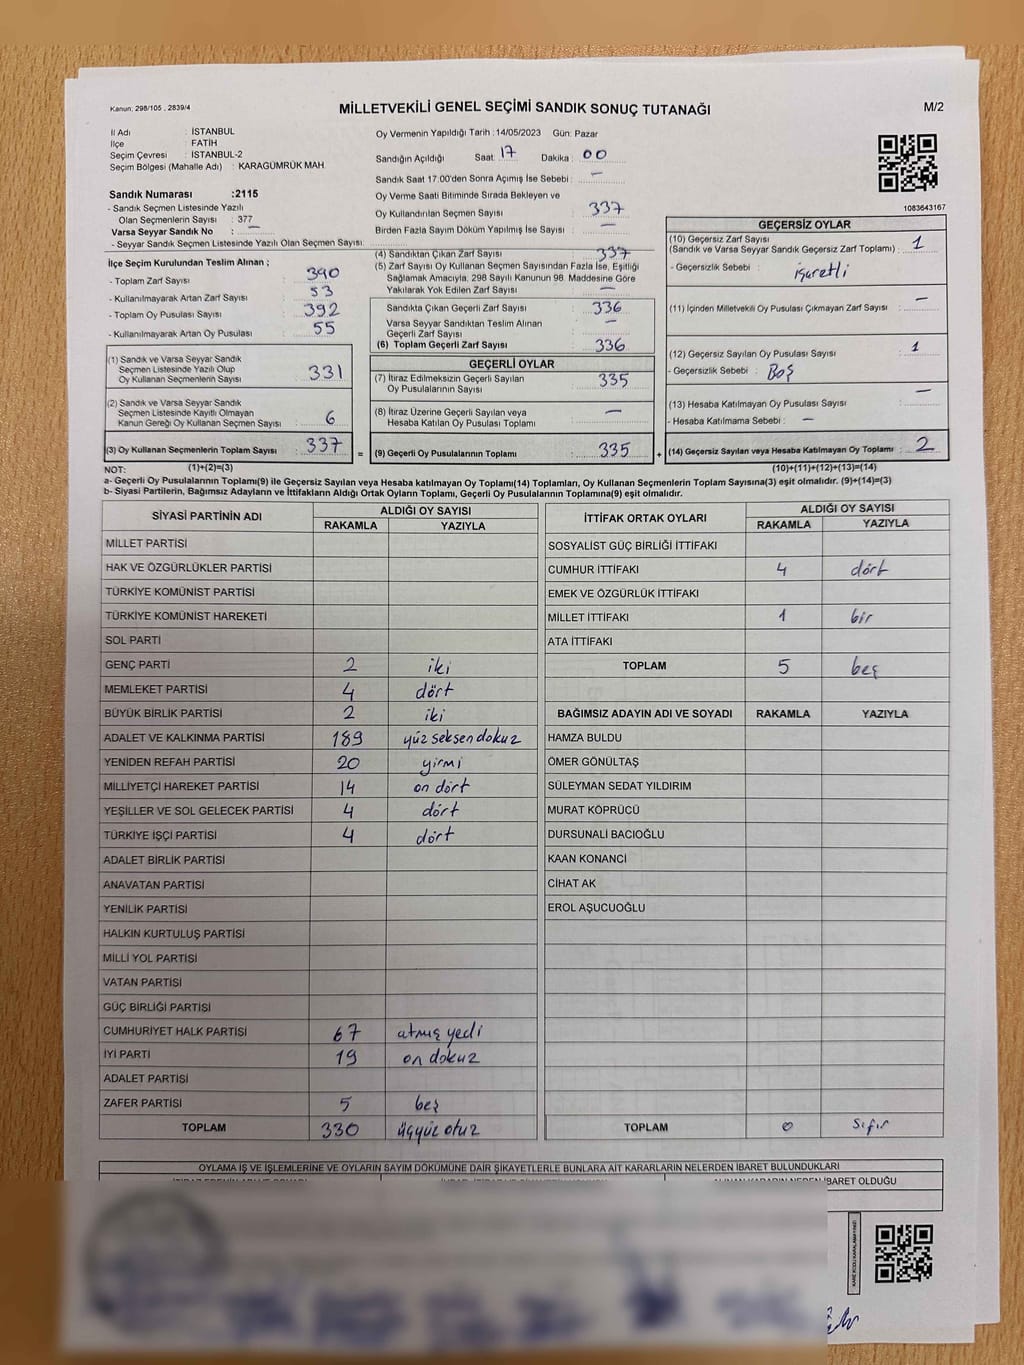 Kanun: 298/105 , 2839/4
MİLLETVEKİLİ GENEL SEÇİMİ SANDIK SONUÇ TUTANAĞI
M/2
İl Adı : İSTANBUL
İlçe : FATİH
Seçim Çevresi : İSTANBUL-2
Seçim Bölgesi (Mahalle Adı) : KARAGÜMRÜK MAH.
Sandık Numarası :2115
- Sandık Seçmen Listesinde Yazılı
Olan Seçmenlerin Sayısı : 377
Varsa Seyyar Sandık No : —
- Seyyar Sandık Seçmen Listesinde Yazılı Olan Seçmen Sayısı:
İlçe Seçim Kurulundan Teslim Alınan ;
- Toplam Zarf Sayısı : 390
- Kullanılmayarak Artan Zarf Sayısı : 53
- Toplam Oy Pusulası Sayısı : 392
- Kullanılmayarak Artan Oy Pusulası : 55
(1) Sandık ve Varsa Seyyar Sandık
Seçmen Listesinde Yazılı Olup
Oy Kullanan Seçmenlerin Sayısı : 331
(2) Sandık ve Varsa Seyyar Sandık
Seçmen Listesinde Kayıtlı Olmayan
Kanun Gereği Oy Kullanan Seçmen Sayısı : 6
(3) Oy Kullanan Seçmenlerin Toplam Sayısı : 337
(1)+(2)=(3)
Oy Vermenin Yapıldığı Tarih : 14/05/2023 Gün: Pazar
Sandığın Açıldığı Saat : 17 Dakika : 00
Sandık Saat 17:00'den Sonra Açımış İse Sebebi : —
Oy Verme Saati Bitiminde Sırada Bekleyen ve
Oy Kullandırılan Seçmen Sayısı : 337
Birden Fazla Sayım Döküm Yapılmış İse Sayısı : —
(4) Sandıktan Çıkan Zarf Sayısı : 337
(5) Zarf Sayısı Oy Kullanan Seçmen Sayısından Fazla İse, Eşitliği
Sağlamak Amacıyla, 298 Sayılı Kanunun 98. Maddesine Göre
Yakılarak Yok Edilen Zarf Sayısı : —
Sandıkta Çıkan Geçerli Zarf Sayısı : 336
Varsa Seyyar Sandıktan Teslim Alınan
Geçerli Zarf Sayısı : —
(6) Toplam Geçerli Zarf Sayısı : 336
GEÇERLİ OYLAR
(7) İtiraz Edilmeksizin Geçerli Sayılan
Oy Pusulalarının Sayısı : 335
(8) İtiraz Üzerine Geçerli Sayılan veya
Hesaba Katılan Oy Pusulası Toplamı : —
= (9) Geçerli Oy Pusulalarının Toplamı : 335 +
1083643167
GEÇERSİZ OYLAR
(10) Geçersiz Zarf Sayısı
(Sandık ve Varsa Seyyar Sandık Geçersiz Zarf Toplamı) : 1
- Geçersizlik Sebebi : işaretli
(11) İçinden Milletvekili Oy Pusulası Çıkmayan Zarf Sayısı : —
(12) Geçersiz Sayılan Oy Pusulası Sayısı : 1
- Geçersizlik Sebebi : Boş
(13) Hesaba Katılmayan Oy Pusulası Sayısı : —
- Hesaba Katılmama Sebebi : —
(14) Geçersiz Sayılan veya Hesaba Katılmayan Oy Toplamı : 2
(10)+(11)+(12)+(13)=(14)
NOT:
a- Geçerli Oy Pusulalarının Toplamı(9) ile Geçersiz Sayılan veya Hesaba katılmayan Oy Toplamı(14) Toplamları, Oy Kullanan Seçmenlerin Toplam Sayısına(3) eşit olmalıdır. (9)+(14)=(3)
b- Siyasi Partilerin, Bağımsız Adayların ve İttifakların Aldığı Ortak Oyların Toplamı, Geçerli Oy Pusulalarının Toplamına(9) eşit olmalıdır.
SİYASİ PARTİNİN ADI ALDIĞI OY SAYISI
RAKAMLA YAZIYLA
MİLLET PARTİSİ
HAK VE ÖZGÜRLÜKLER PARTİSİ
TÜRKİYE KOMÜNİST PARTİSİ
TÜRKİYE KOMÜNİST HAREKETİ
SOL PARTİ
GENÇ PARTİ 2 iki
MEMLEKET PARTİSİ 4 dört
BÜYÜK BİRLİK PARTİSİ 2 iki
ADALET VE KALKINMA PARTİSİ 189 yüz seksen dokuz
YENİDEN REFAH PARTİSİ 20 yirmi
MİLLİYETÇİ HAREKET PARTİSİ 14 on dört
YEŞİLLER VE SOL GELECEK PARTİSİ 4 dört
TÜRKİYE İŞÇİ PARTİSİ 4 dört
ADALET BİRLİK PARTİSİ
ANAVATAN PARTİSİ
YENİLİK PARTİSİ
HALKIN KURTULUŞ PARTİSİ
MİLLİ YOL PARTİSİ
VATAN PARTİSİ
GÜÇ BİRLİĞİ PARTİSİ
CUMHURİYET HALK PARTİSİ 67 atmış yedi
İYİ PARTİ 19 on dokuz
ADALET PARTİSİ
ZAFER PARTİSİ 5 beş
TOPLAM 330 üçyüz otuz
İTTİFAK ORTAK OYLARI ALDIĞI OY SAYISI
RAKAMLA YAZIYLA
SOSYALİST GÜÇ BİRLİĞİ İTTİFAKI
CUMHUR İTTİFAKI 4 dört
EMEK VE ÖZGÜRLÜK İTTİFAKI
MİLLET İTTİFAKI 1 bir
ATA İTTİFAKI
TOPLAM 5 beş
BAĞIMSIZ ADAYIN ADI VE SOYADI RAKAMLA YAZIYLA
HAMZA BULDU
ÖMER GÖNÜLTAŞ
SÜLEYMAN SEDAT YILDIRIM
MURAT KÖPRÜCÜ
DURSUNALİ BACIOĞLU
KAAN KONANCİ
CİHAT AK
EROL AŞUCUOĞLU
TOPLAM 0 sıfır
OYLAMA İŞ VE İŞLEMLERİNE VE OYLARIN SAYIM DÖKÜMÜNE DAİR ŞİKAYETLERLE BUNLARA AİT KARARLARIN NELERDEN İBARET BULUNDUKLARI
ALINAN KARARIN NEDEN İBARET OLDUĞU